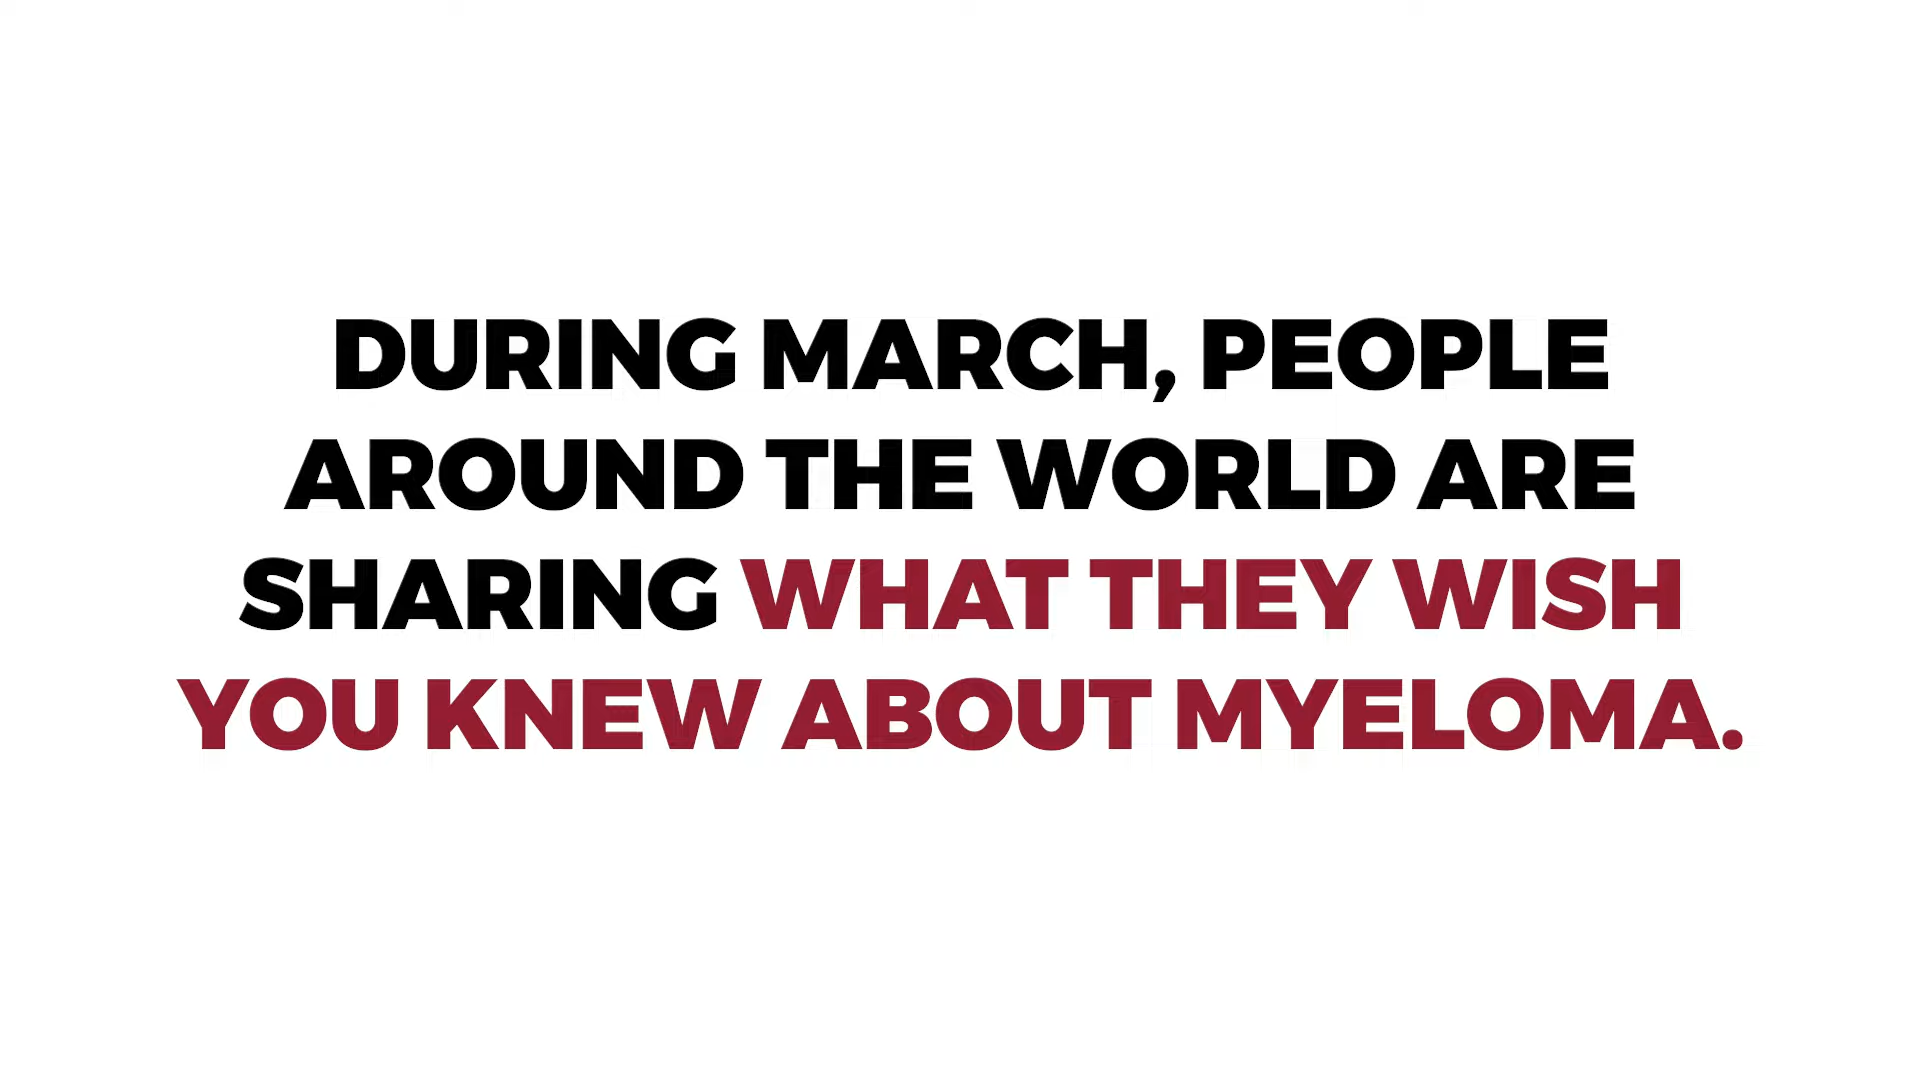 DURING MARCH, PEOPLE
AROUND THE WORLD ARE
SHARING WHAT THEY WISH
YOU KNEW ABOUT MYELOMA.